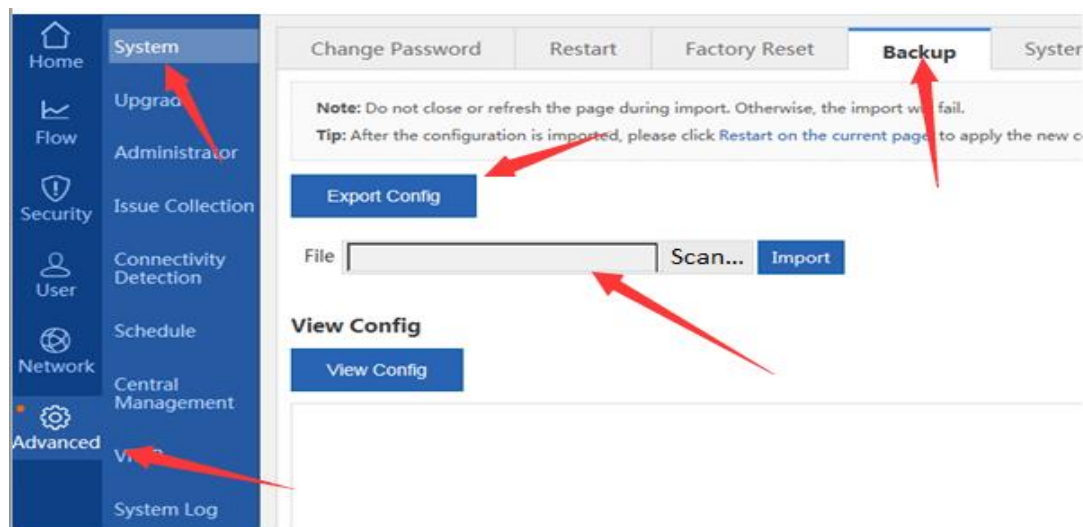 Home
Flow
Security
User
Network
Advanced
System
Upgrad
Administrator
Issue Collection
Connectivity
Detection
Schedule
Central
Management
System Log
Change Password
Restart
Factory Reset
Backup
System
Note: Do not close or refresh the page during import. Otherwise, the import will fail.
Tip: After the configuration is imported, please click Restart on the current page to apply the new c
Export Config
File
Scan...
Import
View Config
View Config